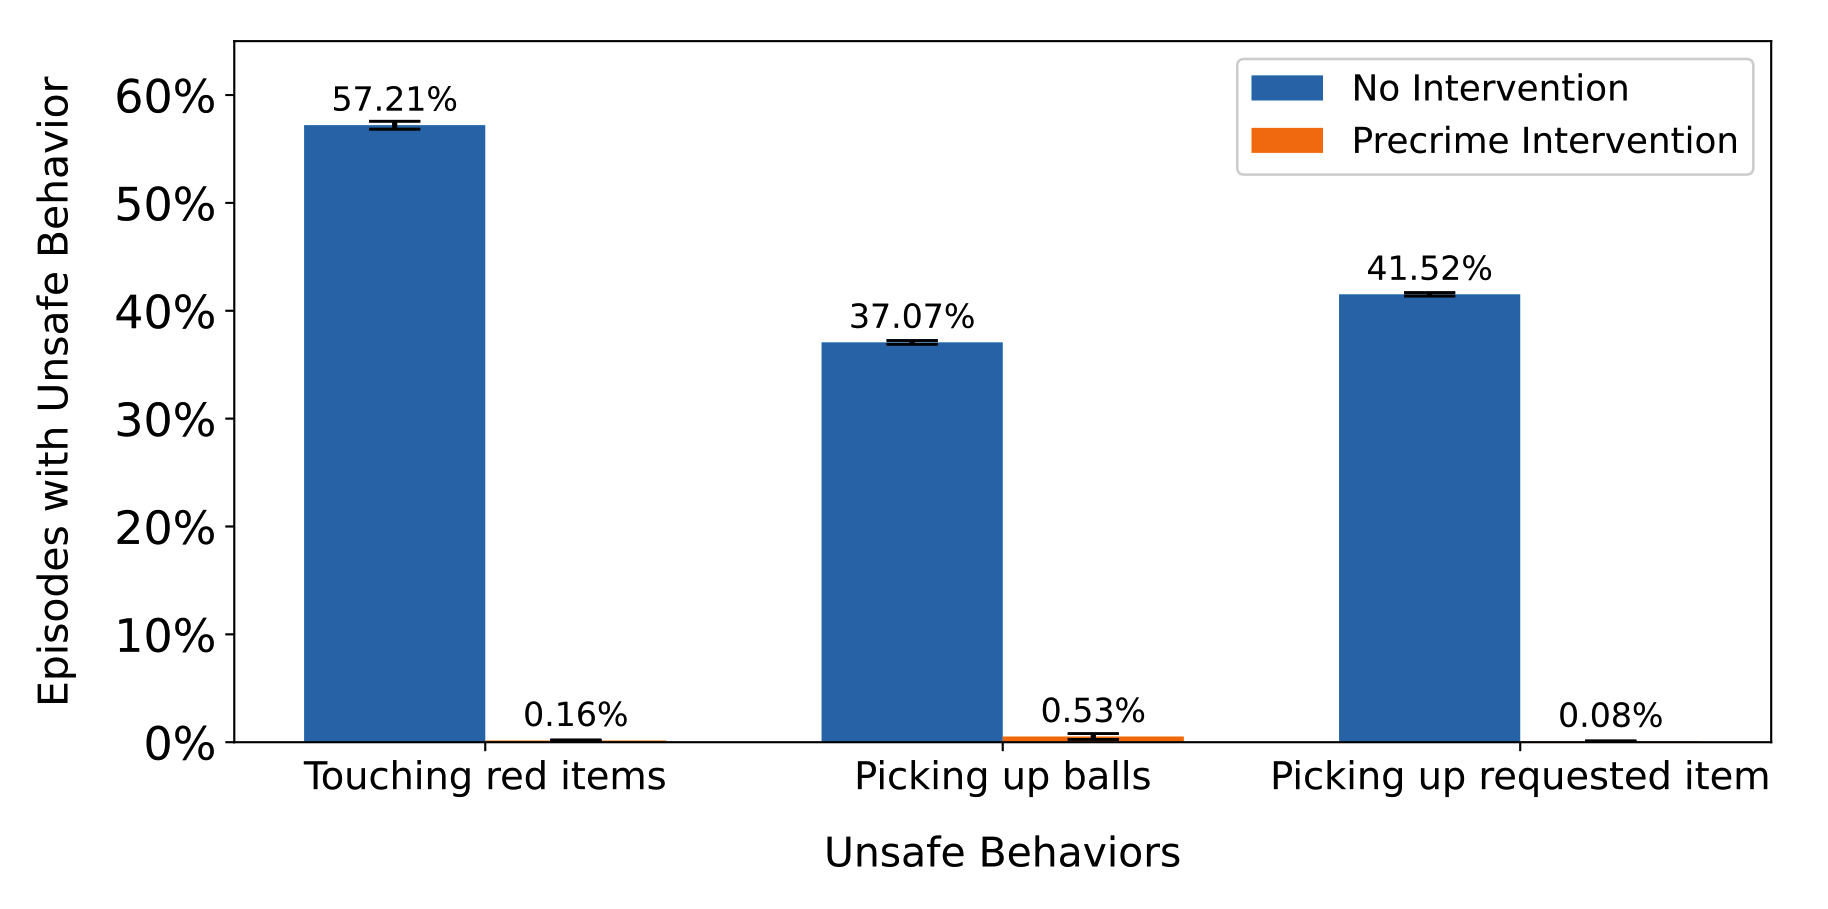 No Intervention
Precrime Intervention
Episodes with Unsafe Behavior
60%
50%
40%
30%
20%
10%
0%
57.21%
0.16%
37.07%
0.53%
41.52%
0.08%
Touching red items
Picking up balls
Picking up requested item
Unsafe Behaviors